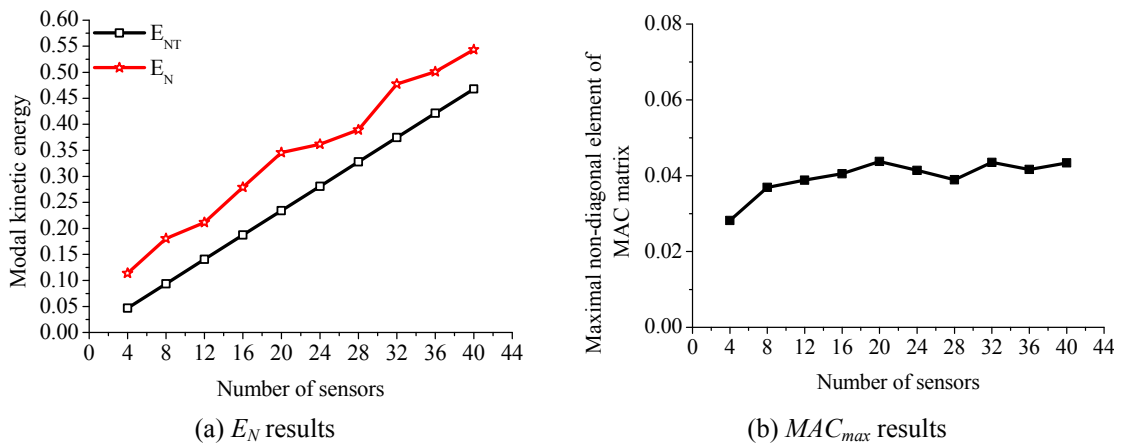 E_NT
E_N
Modal kinetic energy
0.60
0.55
0.50
0.45
0.40
0.35
0.30
0.25
0.20
0.15
0.10
0.05
0.00
0 4 8 12 16 20 24 28 32 36 40 44
Number of sensors
(a) E_N results
Maximal non-diagonal element of
MAC matrix
0.08
0.06
0.04
0.02
0.00
0 4 8 12 16 20 24 28 32 36 40 44
Number of sensors
(b) MAC_max results